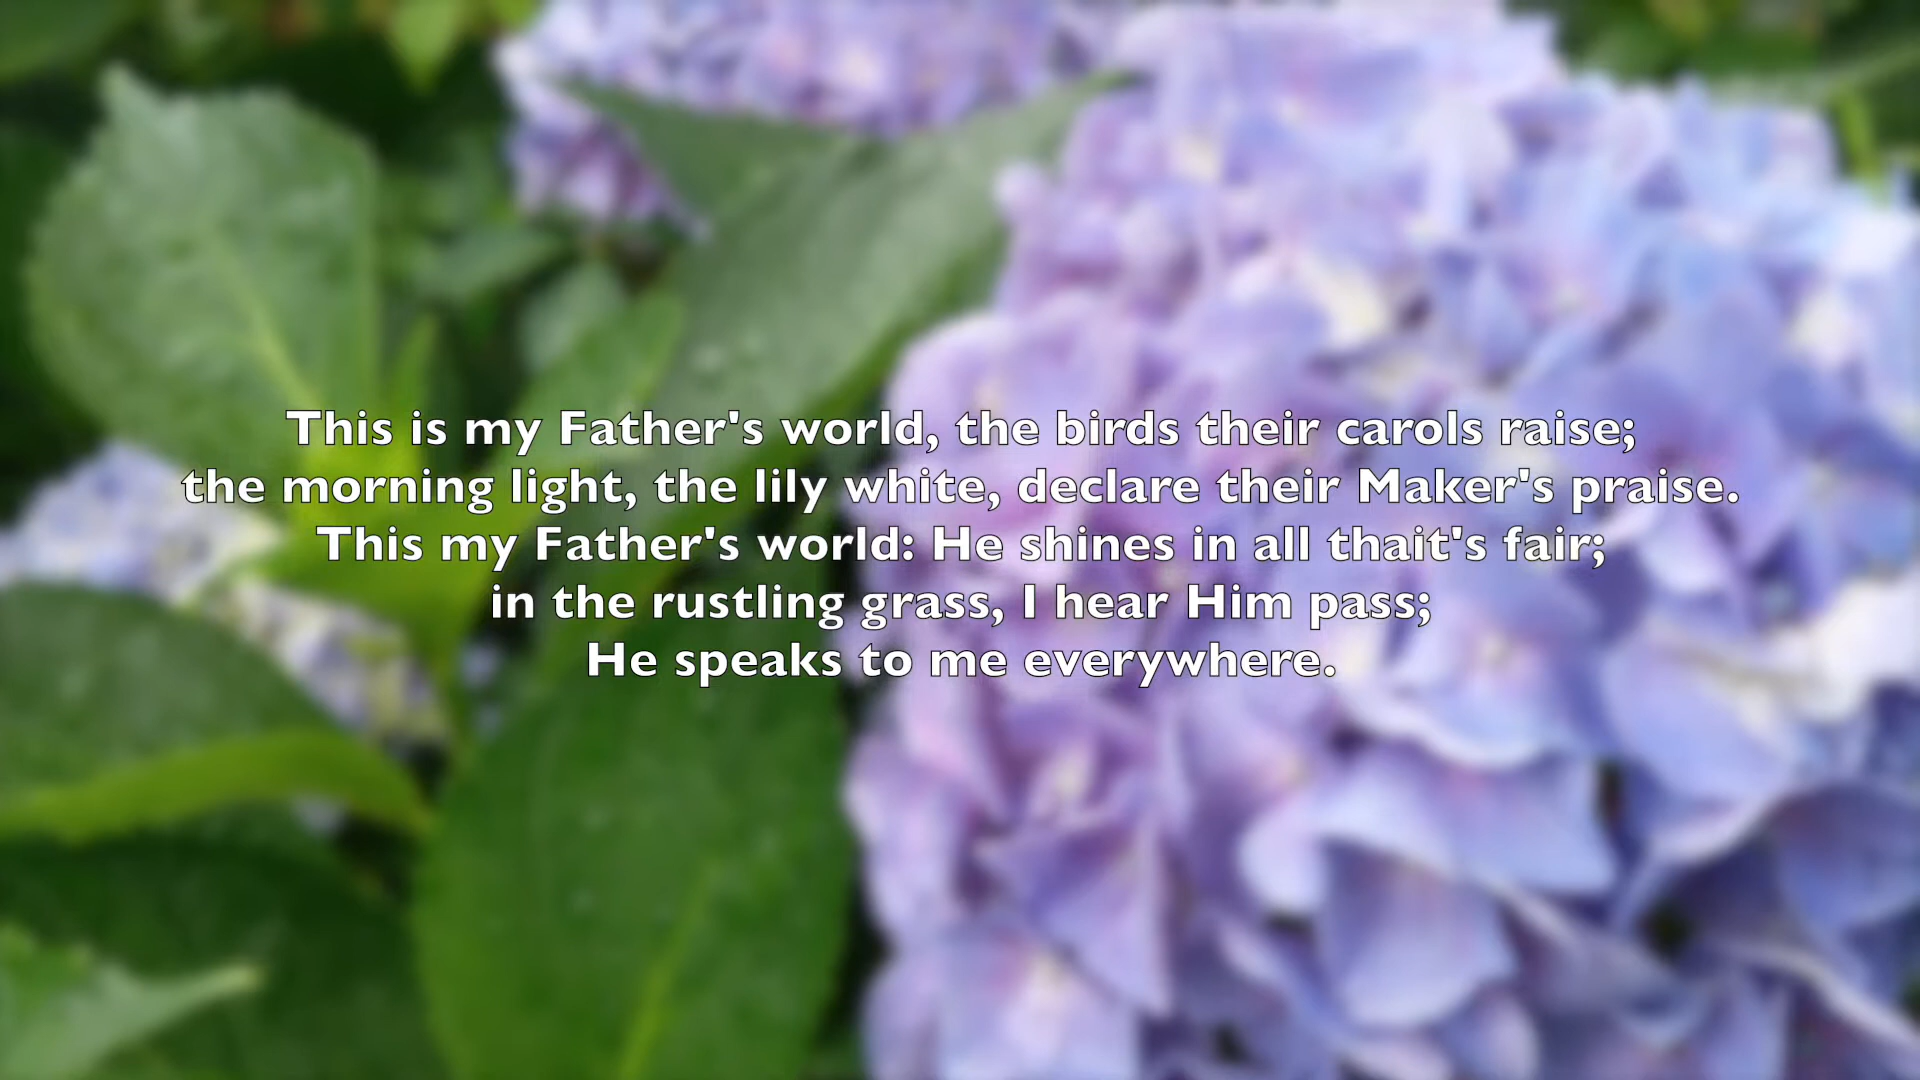 This is my Father's world, the birds their carols raise;
the morning light, the lily white, declare their Maker's praise.
This my Father's world: He shines in all thait's fair;
in the rustling grass, I hear Him pass;
He speaks to me everywhere.